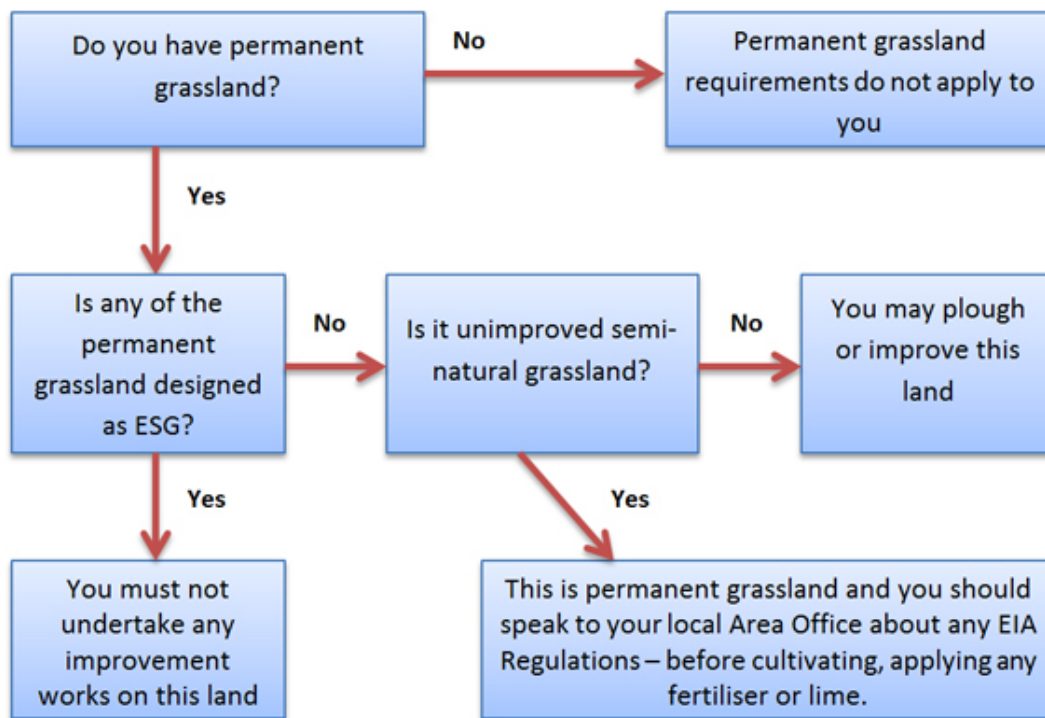 Do you have permanent
grassland?
No
Permanent grassland
requirements do not apply to
you
Yes
Is any of the
permanent
grassland designed
as ESG?
No
Is it unimproved semi-
natural grassland?
No
You may plough
or improve this
land
Yes
Yes
You must not
undertake any
improvement
works on this land
This is permanent grassland and you should
speak to your local Area Office about any EIA
Regulations – before cultivating, applying any
fertiliser or lime.